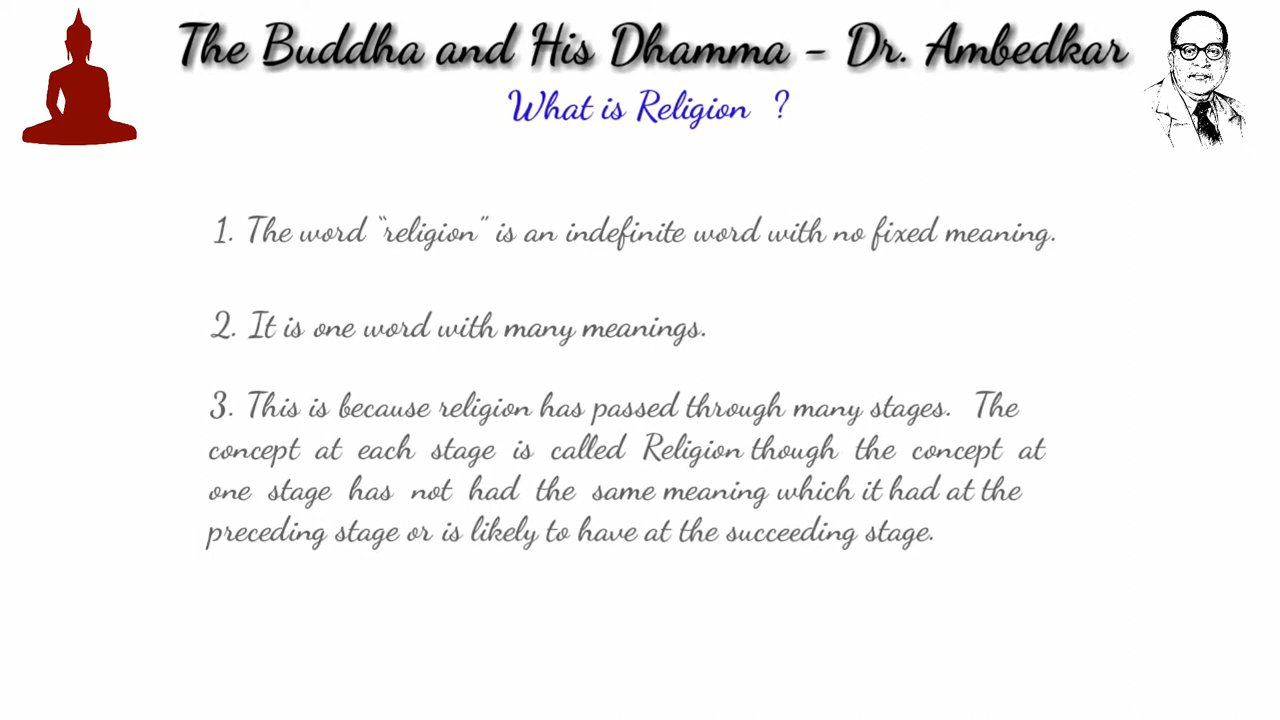 The Buddha and His Dhamma - Dr. Ambedkar
What is Religion ?
1. The word “religion” is an indefinite word with no fixed meaning.
2. It is one word with many meanings.
3. This is because religion has passed through many stages. The
concept at each stage is called Religion though the concept at
one stage has not had the same meaning which it had at the
preceding stage or is likely to have at the succeeding stage.